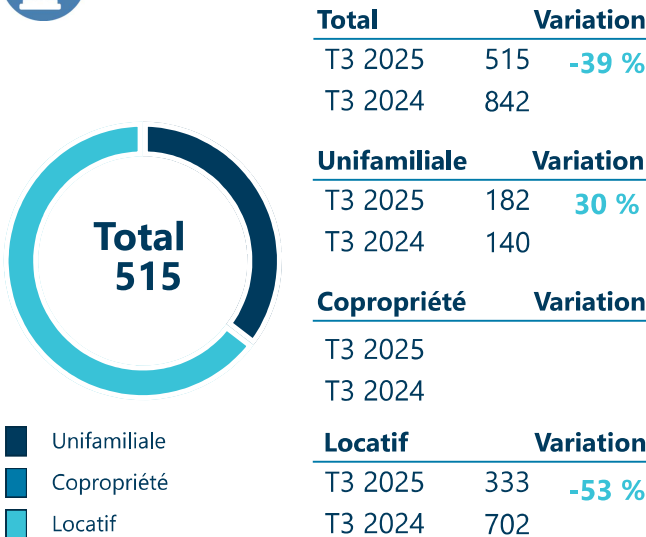 Total Variation
T3 2025 515 -39 %
T3 2024 842
Unifamiliale Variation
T3 2025 182 30 %
T3 2024 140
Copropriété Variation
T3 2025
T3 2024
Locatif Variation
T3 2025 333 -53 %
T3 2024 702
Total
515
Unifamiliale
Copropriété
Locatif